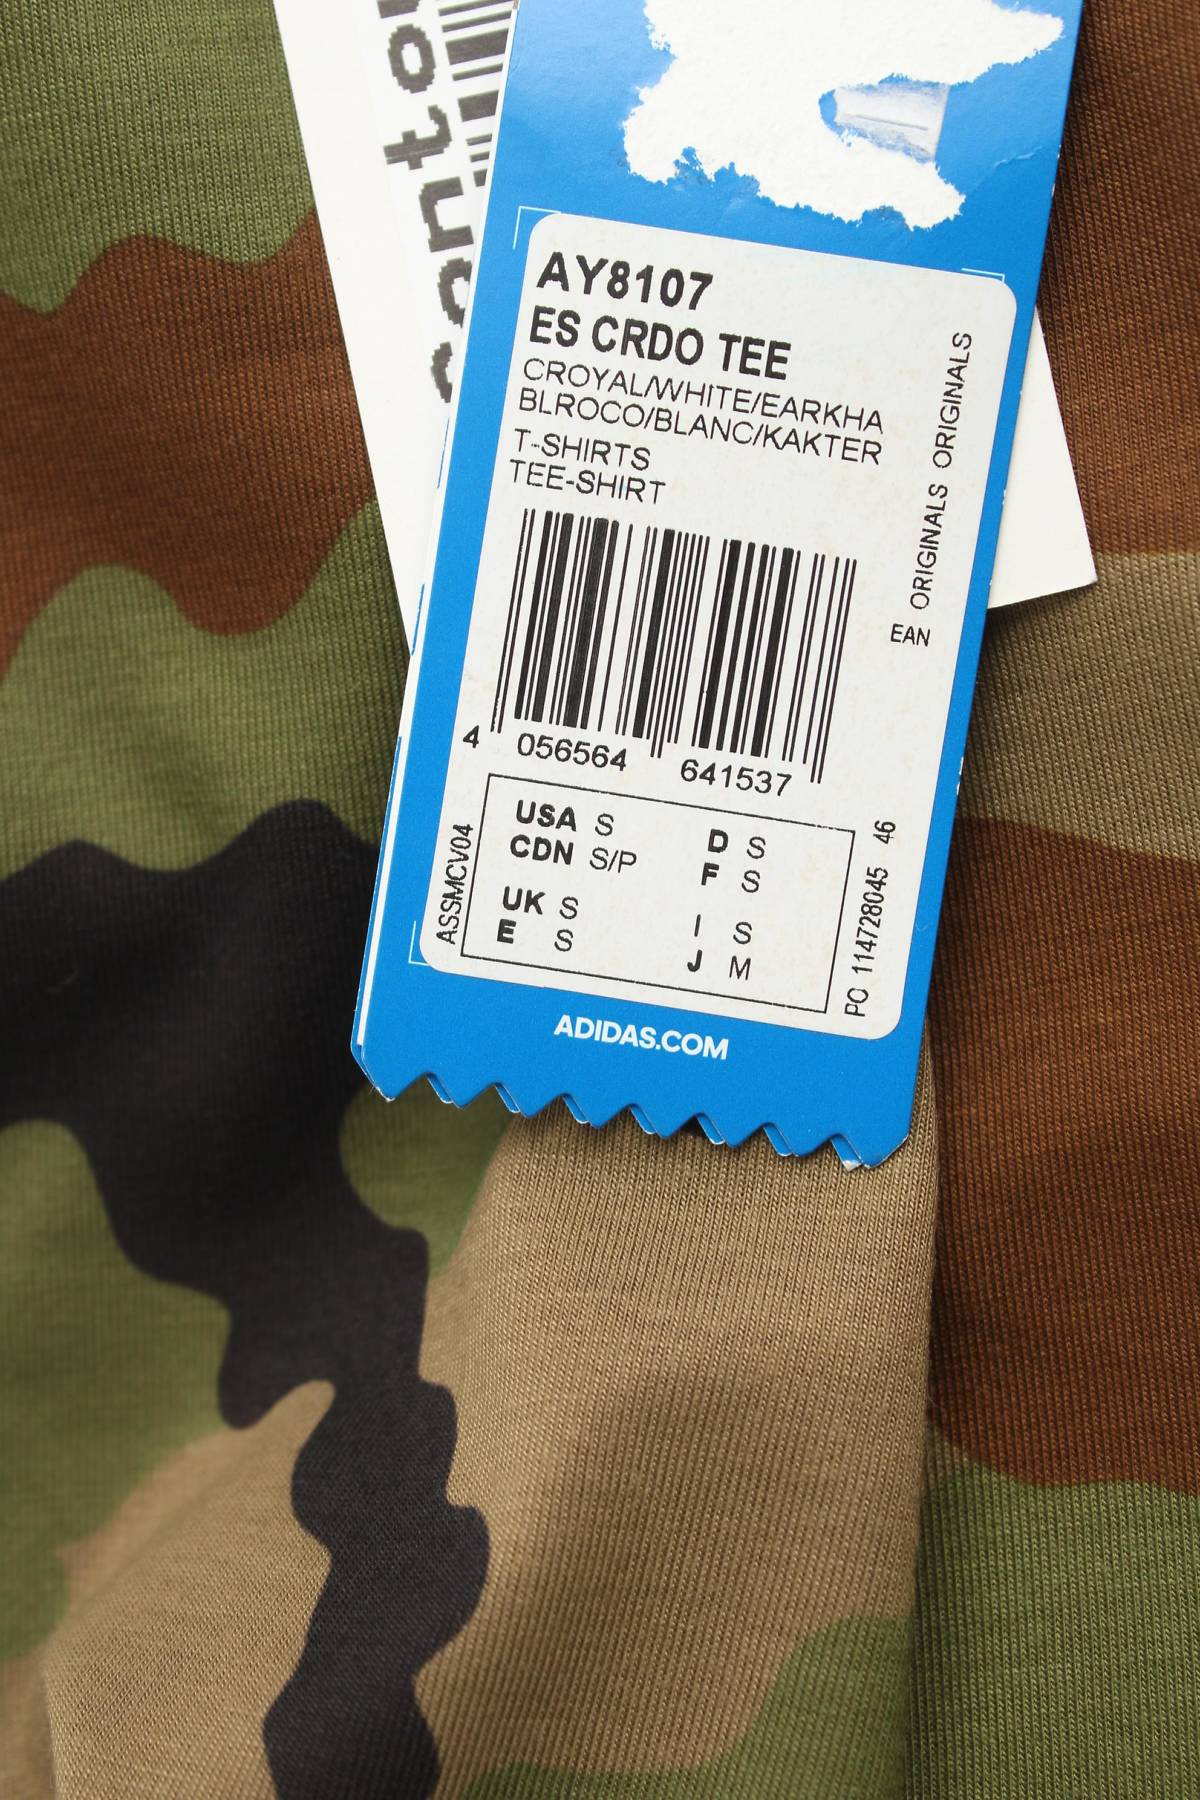 AY8107
ES CRDO TEE
CROYAL/WHITE/EARKHA
BLROCO/BLANC/KAKTER
T-SHIRTS
TEE-SHIRT
ORIGINALS ORIGINALS
EAN
4 056564 641537
USA S
CDN S/P
UK S
E S
D S
F S
I S
J M
ASSMCV04
PO 114728045 46
ADIDAS.COM